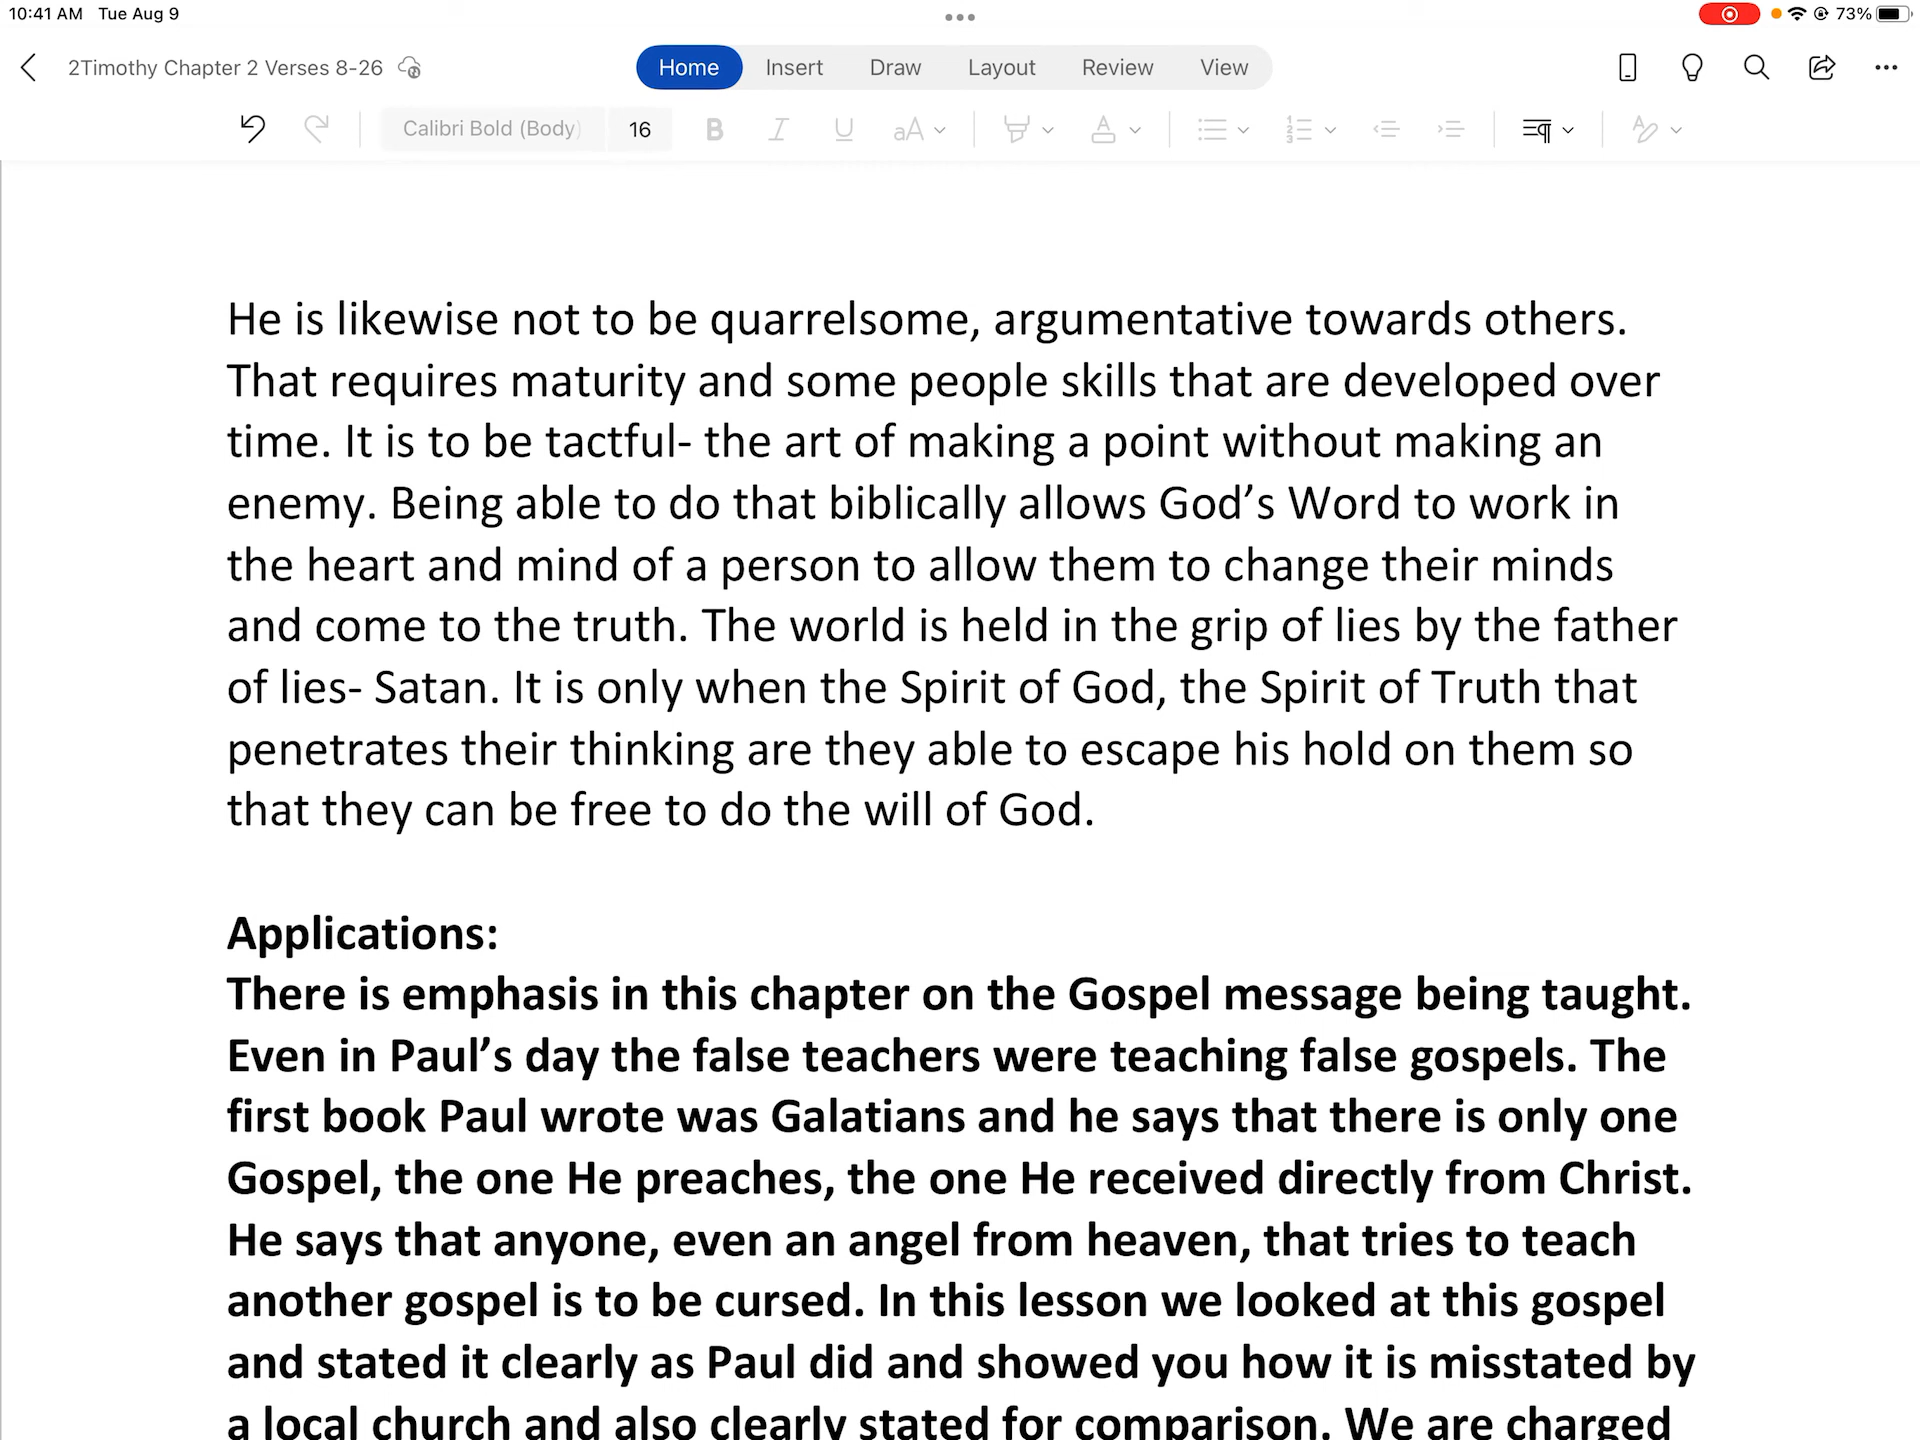 10:41 AM Tue Aug 9
73%
2Timothy Chapter 2 Verses 8-26
Home Insert Draw Layout Review View
Calibri Bold (Body) 16 B I U aA A
He is likewise not to be quarrelsome, argumentative towards others.
That requires maturity and some people skills that are developed over
time. It is to be tactful- the art of making a point without making an
enemy. Being able to do that biblically allows God’s Word to work in
the heart and mind of a person to allow them to change their minds
and come to the truth. The world is held in the grip of lies by the father
of lies- Satan. It is only when the Spirit of God, the Spirit of Truth that
penetrates their thinking are they able to escape his hold on them so
that they can be free to do the will of God.
Applications:
There is emphasis in this chapter on the Gospel message being taught.
Even in Paul’s day the false teachers were teaching false gospels. The
first book Paul wrote was Galatians and he says that there is only one
Gospel, the one He preaches, the one He received directly from Christ.
He says that anyone, even an angel from heaven, that tries to teach
another gospel is to be cursed. In this lesson we looked at this gospel
and stated it clearly as Paul did and showed you how it is misstated by
a local church and also clearly stated for comparison. We are charged